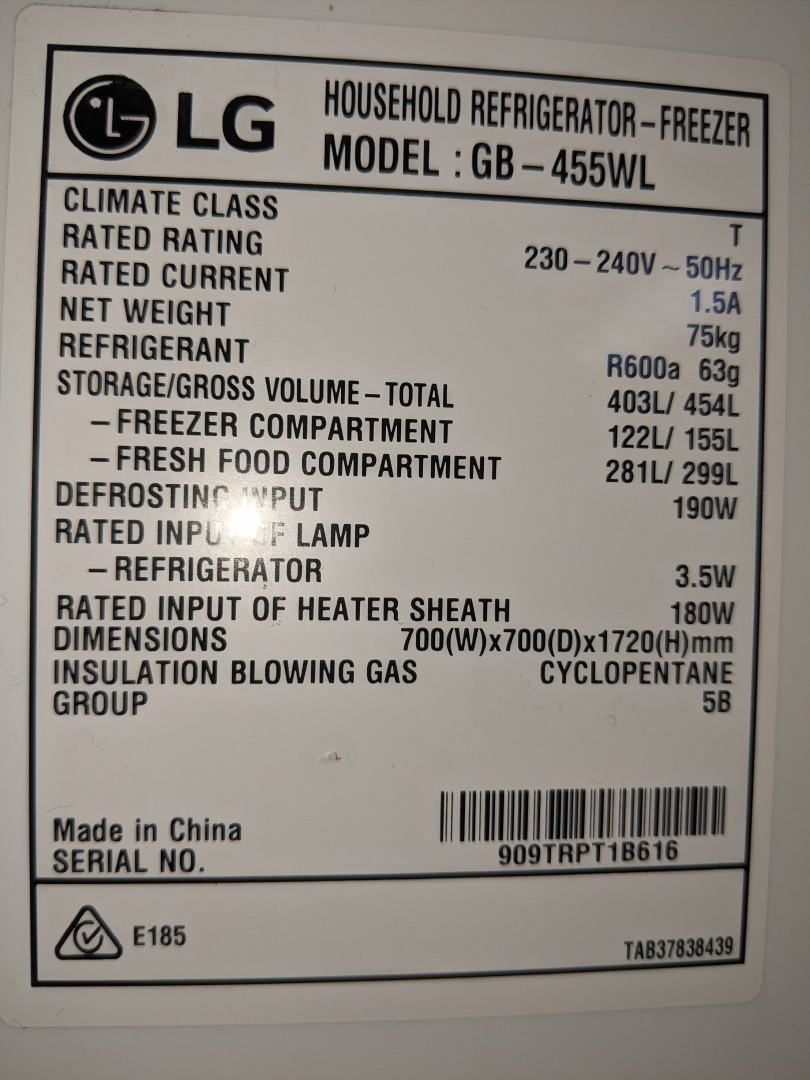 LG HOUSEHOLD REFRIGERATOR-FREEZER
MODEL : GB-455WL
CLIMATE CLASS T
RATED RATING 230-240V ~ 50Hz
RATED CURRENT 1.5A
NET WEIGHT 75kg
REFRIGERANT R600a 63g
STORAGE/GROSS VOLUME-TOTAL 403L/ 454L
-FREEZER COMPARTMENT 122L/ 155L
-FRESH FOOD COMPARTMENT 281L/ 299L
DEFROSTING INPUT 190W
RATED INPUT OF LAMP
-REFRIGERATOR 3.5W
RATED INPUT OF HEATER SHEATH 180W
DIMENSIONS 700(W)x700(D)x1720(H)mm
INSULATION BLOWING GAS CYCLOPENTANE
GROUP 5B
Made in China
SERIAL NO. 909TRPT1B616
E185 TAB37838439